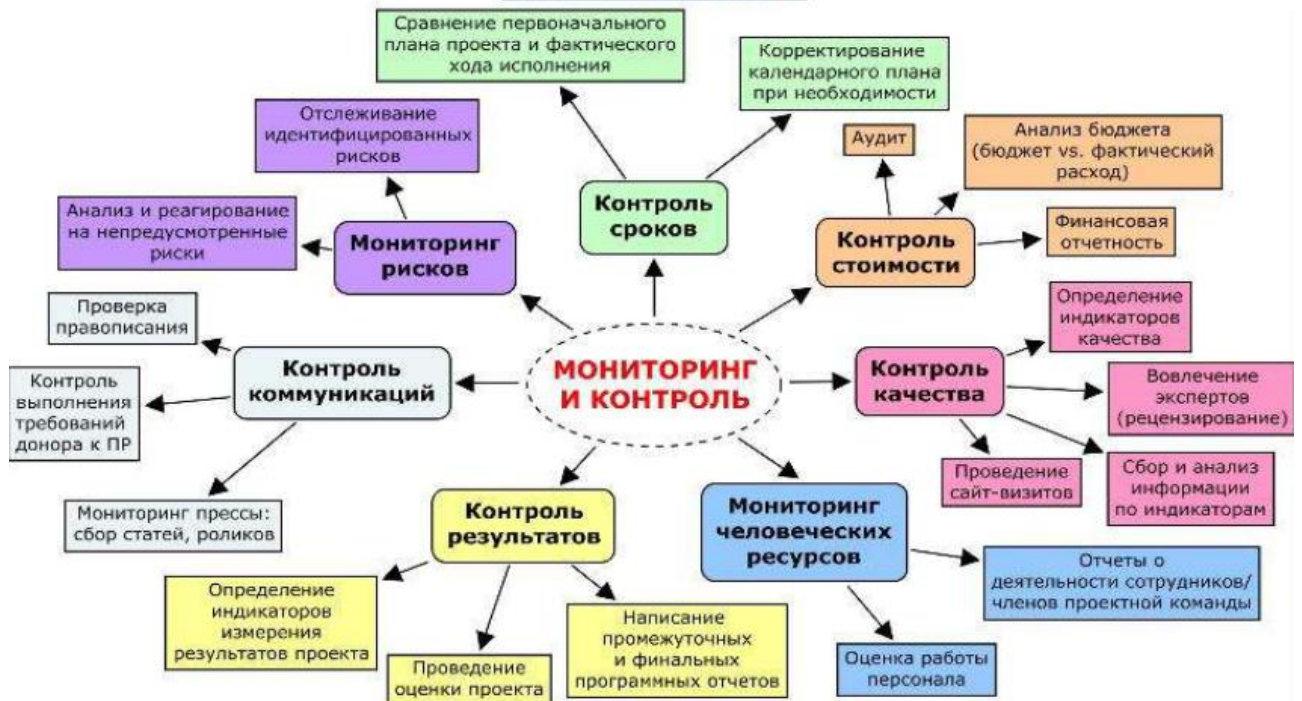 Сравнение первоначального
плана проекта и фактического
хода исполнения
Корректирование
календарного плана
при необходимости
Отслеживание
идентифицированных
рисков
Аудит
Анализ бюджета
(бюджет vs. фактический
расход)
Анализ и реагирование
на непредусмотренные
риски
Мониторинг
рисков
Контроль
сроков
Контроль
стоимости
Финансовая
отчетность
Проверка
правописания
Контроль
коммуникаций
МОНИТОРИНГ
И КОНТРОЛЬ
Контроль
качества
Определение
индикаторов
качества
Контроль
выполнения
требований
донора к ПР
Вовлечение
экспертов
(рецензирование)
Мониторинг прессы:
сбор статей, роликов
Контроль
результатов
Мониторинг
человеческих
ресурсов
Проведение
сайт-визитов
Сбор и анализ
информации
по индикаторам
Определение
индикаторов
измерения
результатов проекта
Проведение
оценки проекта
Написание
промежуточных
и финальных
программных отчетов
Оценка работы
персонала
Отчеты о
деятельности сотрудников/
членов проектной команды